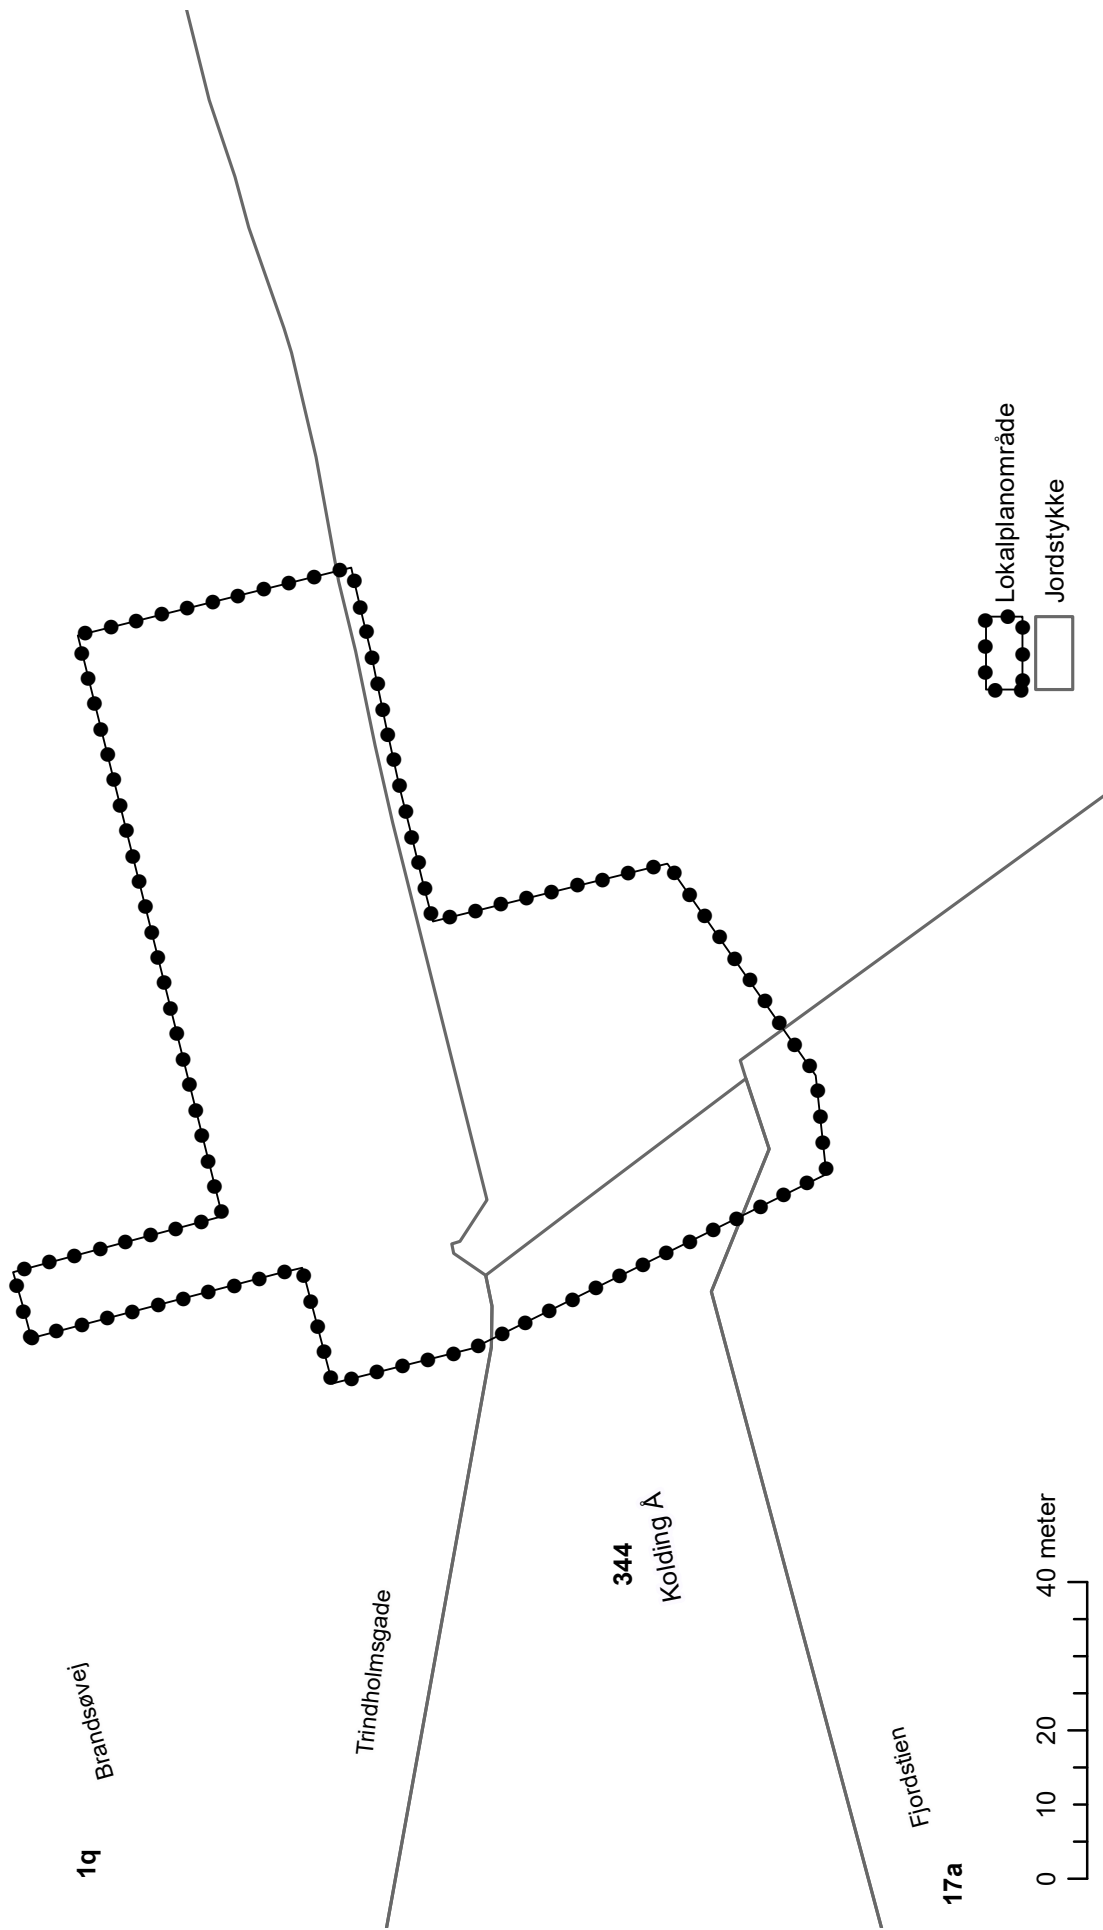 1q
Brandsøvej
Trindholmsgade
344
Kolding Å
Fjordstien
17a
Lokalplanområde
Jordstykke
0 10 20 40 meter